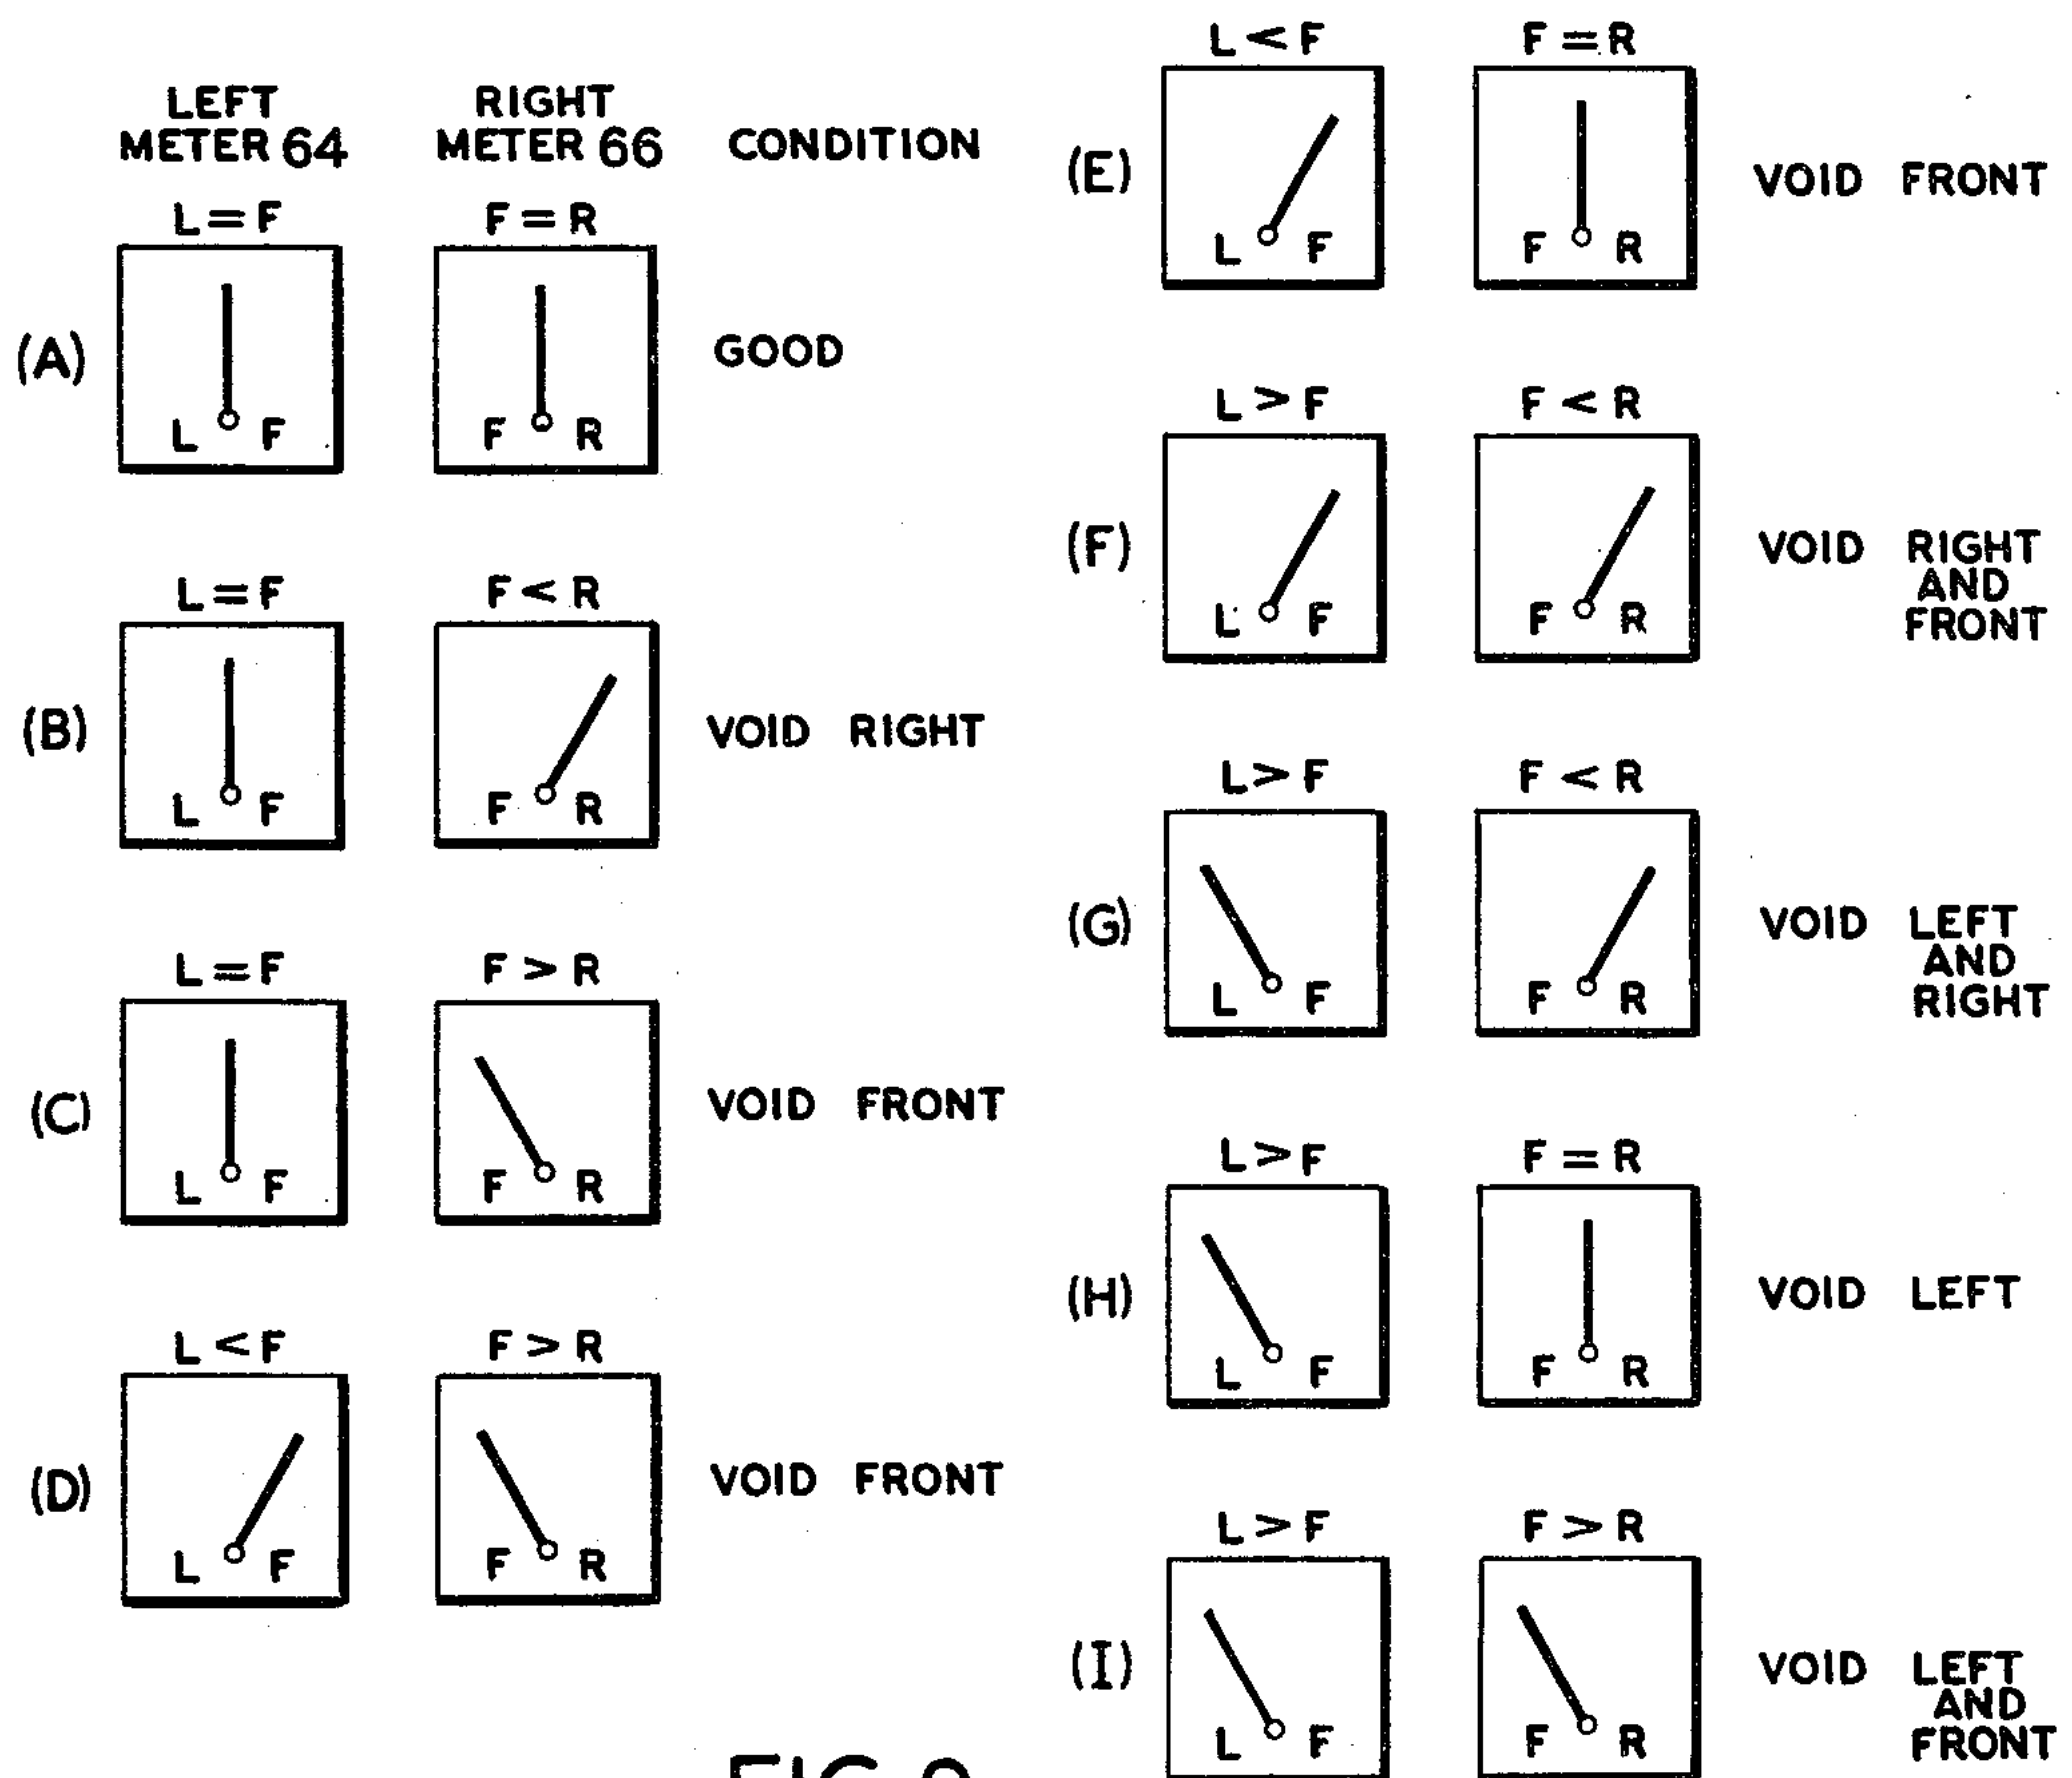 LEFT
METER 64
RIGHT
METER 66
CONDITION
L=F
F=R
(A)
L F
F R
GOOD
L=F
F<R
(B)
L F
F R
VOID RIGHT
L=F
F>R
(C)
L F
F R
VOID FRONT
L<F
F>R
(D)
L F
F R
VOID FRONT
L<F
F=R
(E)
L F
F R
VOID FRONT
L>F
F<R
(F)
L F
F R
VOID RIGHT
AND
FRONT
L>F
F<R
(G)
L F
F R
VOID LEFT
AND
RIGHT
L>F
F=R
(H)
L F
F R
VOID LEFT
L>F
F>R
(I)
L F
F R
VOID LEFT
AND
FRONT
FIG